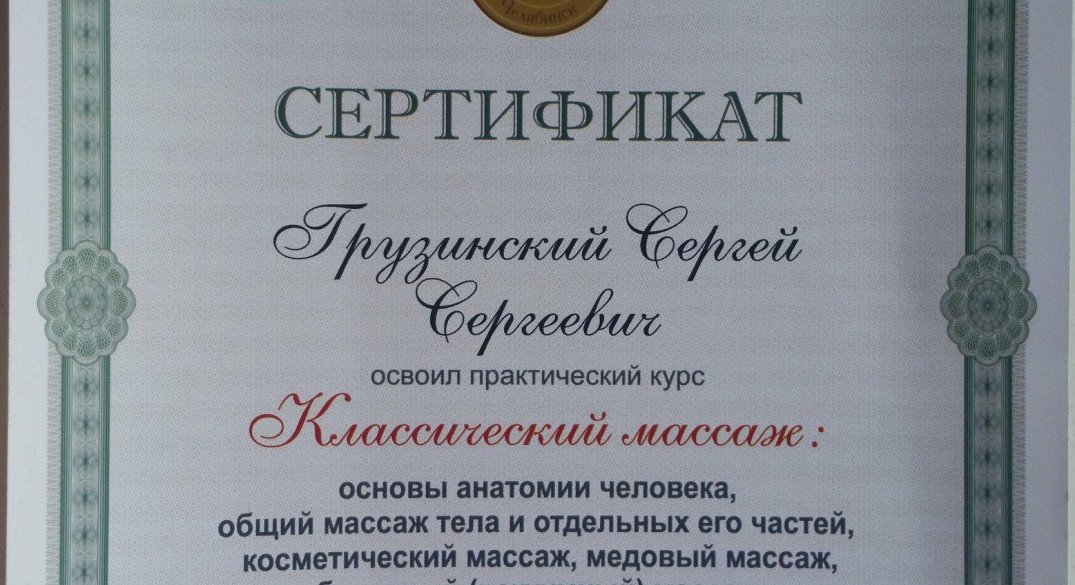 Челябинск
СЕРТИФИКАТ
Грузинский Сергей
Сергеевич
освоил практический курс
Классический массаж:
основы анатомии человека,
общий массаж тела и отдельных его частей,
косметический массаж, медовый массаж,